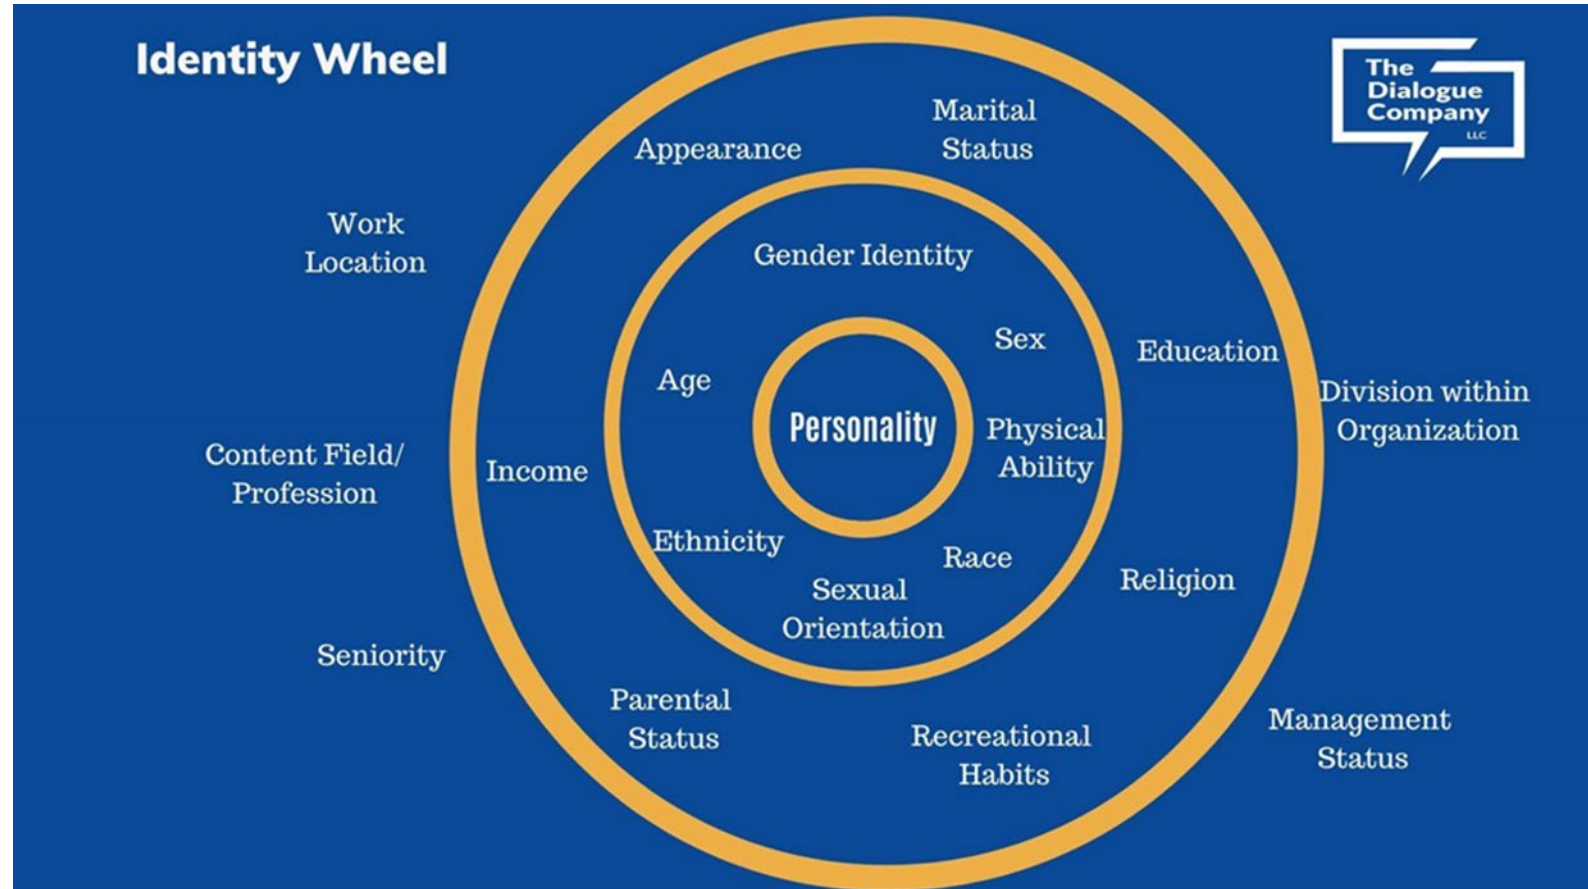 Identity Wheel
The
Dialogue
Company
LLC
Marital
Status
Appearance
Work
Location
Gender Identity
Sex
Education
Age
Division within
Organization
Personality
Physical
Ability
Content Field/
Profession
Income
Ethnicity
Race
Sexual
Orientation
Religion
Seniority
Parental
Status
Recreational
Habits
Management
Status